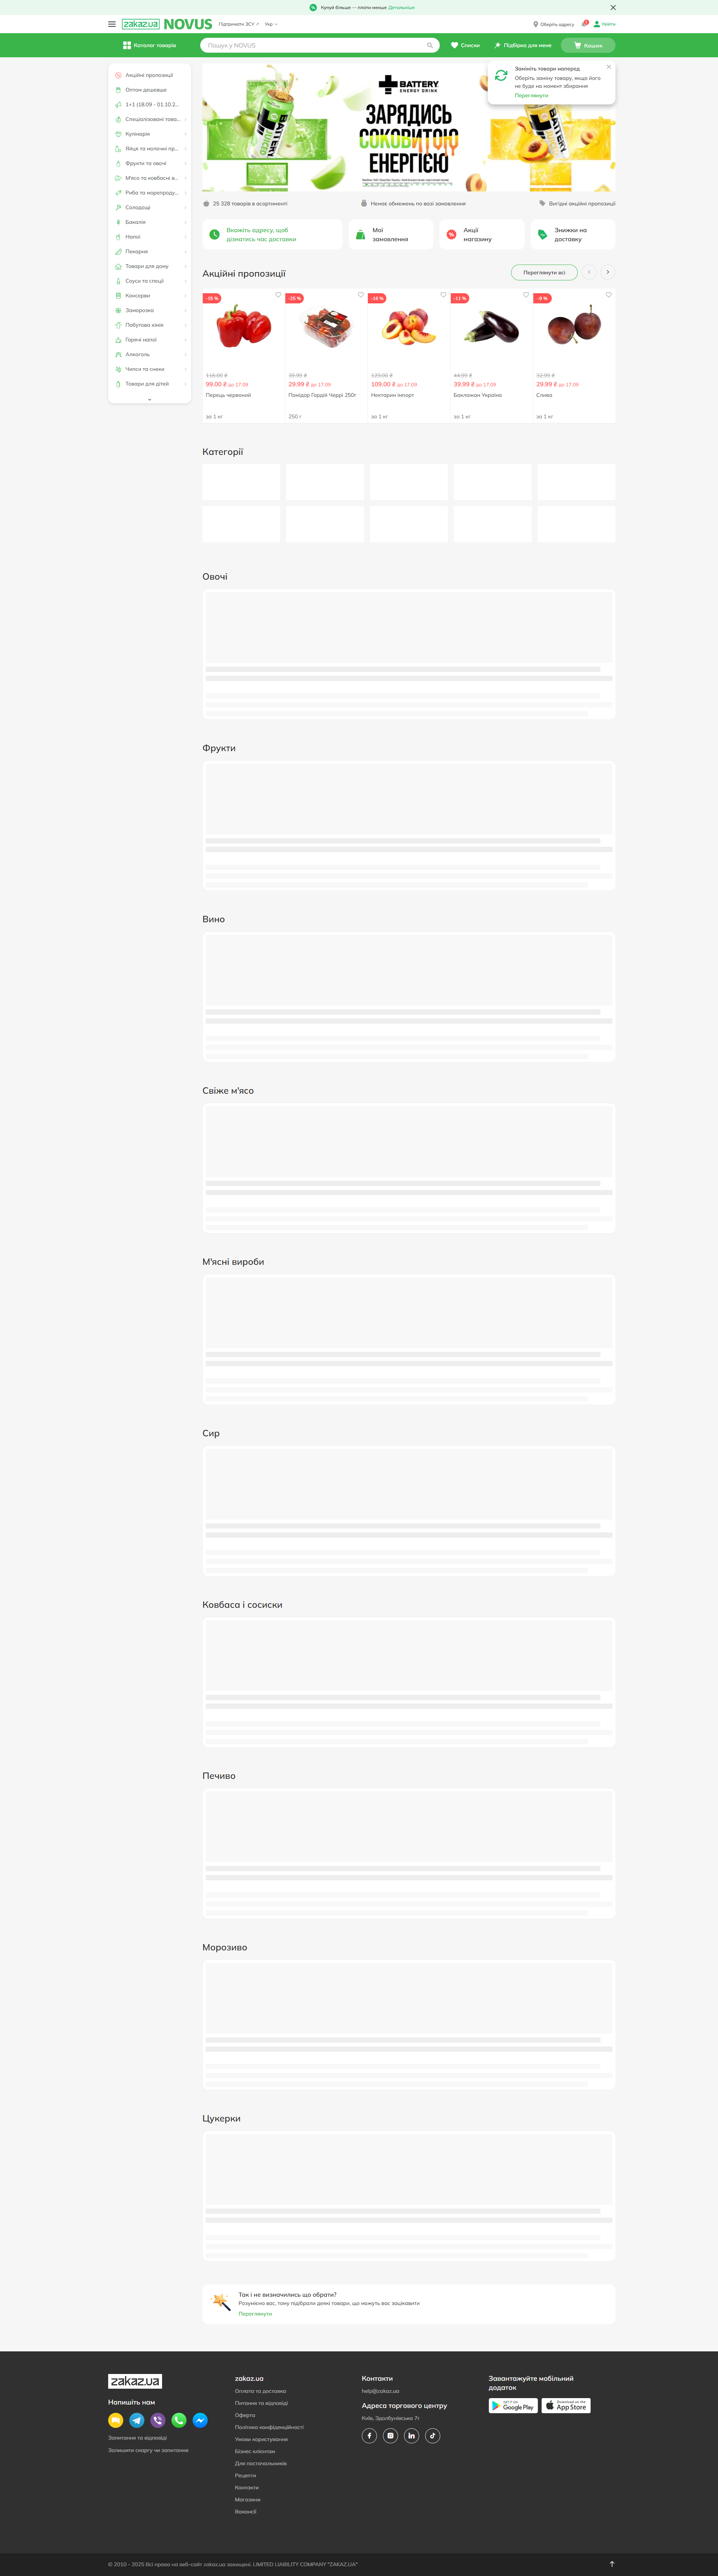 Купуй більше — плати менше Детальніше
zakaz.ua NOVUS Підтримати ЗСУ Укр
Оберіть адресу
Увійти
Каталог товарів
Пошук у NOVUS
Списки
Підбірка для мене
Кошик
Акційні пропозиції
Оптом дешевше
1+1 (18.09 - 01.10.2...
Спеціалізовані това...
Кулінарія
Яйця та молочні пр...
Фрукти та овочі
М'ясо та ковбасні в...
Риба та морепроду...
Солодощі
Бакалія
Напої
Пекарня
Товари для дому
Соуси та спеції
Консерви
Заморозка
Побутова хімія
Гарячі напої
Алкоголь
Чипси та снеки
Товари для дітей
BATTERY
ENERGY DRINK
ЗАРЯДИСЬ
СОКОВИТОЮ
ЕНЕРГІЄЮ
Замініть товари наперед
Оберіть заміну товару, якщо його
не буде на момент збирання
Переглянути
25 328 товарів в асортименті
Немає обмежень по вазі замовлення
Вигідні акційні пропозиції
Вкажіть адресу, щоб
дізнатись час доставки
Мої
замовлення
Акції
магазину
Знижки на
доставку
Акційні пропозиції
Переглянути всі
99.00 ₴ до 17.09
Перець червоний
за 1 кг
39.99 ₴
29.99 ₴ до 17.09
Помідор Гордій Черрі 250г
250 г
109.00 ₴ до 17.09
Нектарин імпорт
за 1 кг
- 11 %
44.99 ₴
39.99 ₴ до 17.09
Баклажан Україна
за 1 кг
- 9 %
32.99 ₴
29.99 ₴ до 17.09
Слива
за 1 кг
Категорії
Овочі
Фрукти
Вино
Свіже м'ясо
М'ясні вироби
Сир
Ковбаса і сосиски
Печиво
Морозиво
Цукерки
Так і не визначились що обрати?
Розуміємо вас, тому підібрали деякі товари, що можуть вас зацікавити
Переглянути
zakaz.ua
Напишіть нам
Запитання та відповіді
Залишити скаргу чи запитання
zakaz.ua
Оплата та доставка
Питання та відповіді
Оферта
Політика конфіденційності
Умови користування
Бізнес клієнтам
Для постачальників
Рецепти
Контакти
Магазини
Вакансії
Контакти
help@zakaz.ua
Адреса торгового центру
Київ, Здолбунівська 7г
Завантажуйте мобільний
додаток
GET IT ON
Google Play
Download on the
App Store
© 2010 - 2025 Всі права на веб-сайт zakaz.ua захищені. LIMITED LIABILITY COMPANY "ZAKAZ.UA"